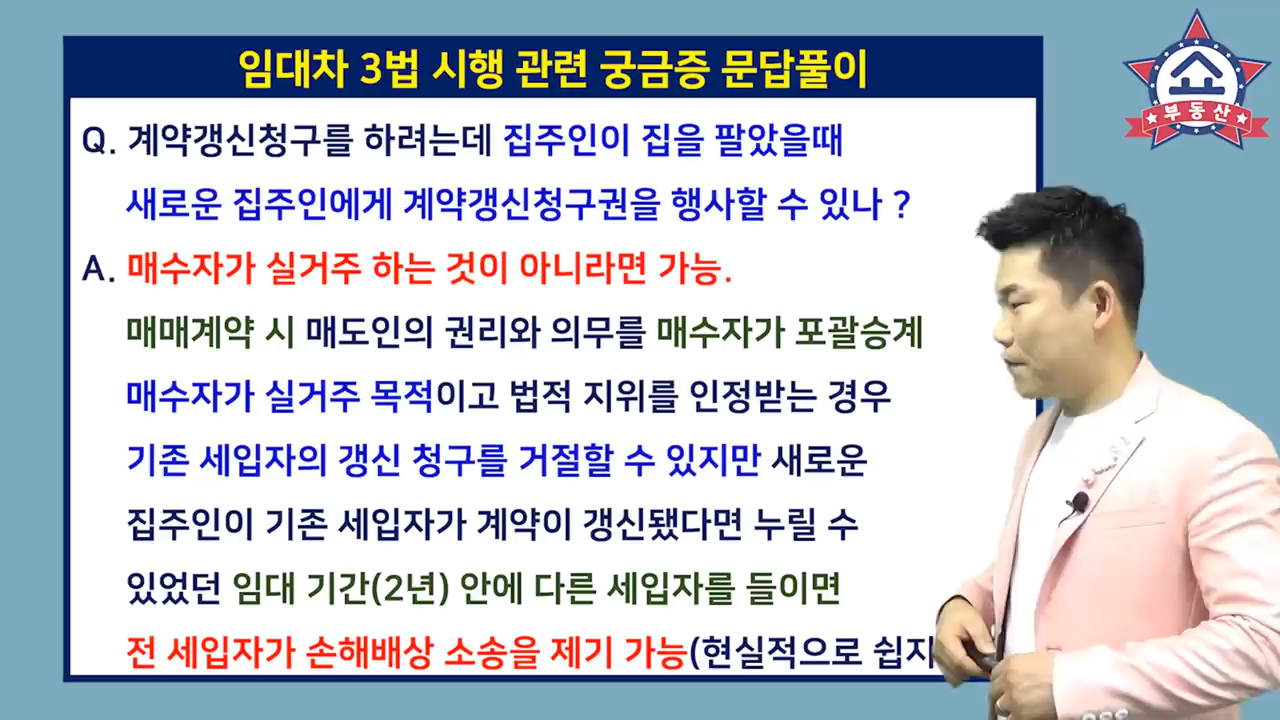 임대차 3법 시행 관련 궁금증 문답풀이
부동산
Q. 계약갱신청구를 하려는데 집주인이 집을 팔았을때
새로운 집주인에게 계약갱신청구권을 행사할 수 있나 ?
A. 매수자가 실거주 하는 것이 아니라면 가능.
매매계약 시 매도인의 권리와 의무를 매수자가 포괄승계
매수자가 실거주 목적이고 법적 지위를 인정받는 경우
기존 세입자의 갱신 청구를 거절할 수 있지만 새로운
집주인이 기존 세입자가 계약이 갱신됐다면 누릴 수
있었던 임대 기간(2년) 안에 다른 세입자를 들이면
전 세입자가 손해배상 소송을 제기 가능(현실적으로 쉽지